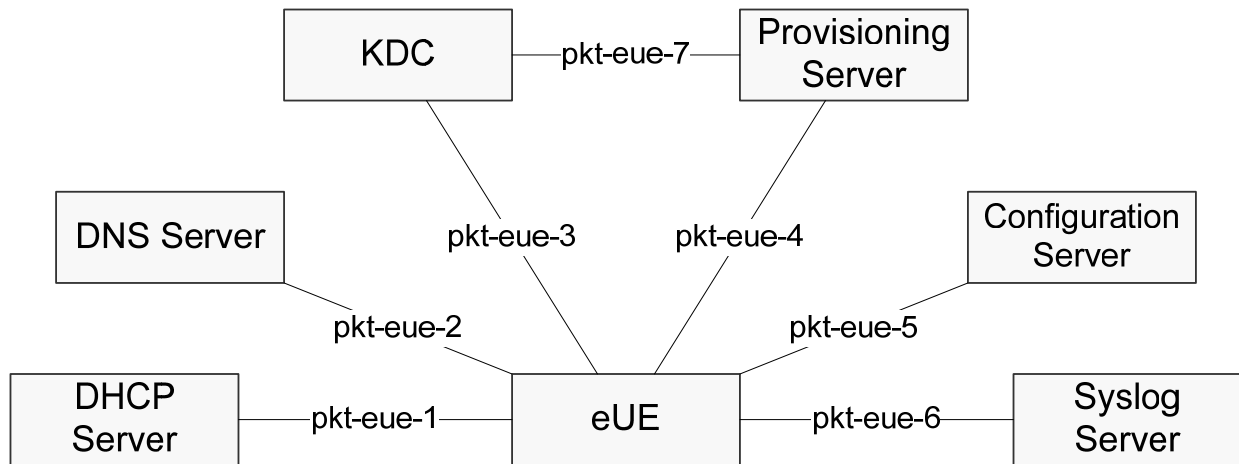 KDC
pkt-eue-7
Provisioning
Server
DNS Server
pkt-eue-3
pkt-eue-4
Configuration
Server
pkt-eue-2
pkt-eue-5
DHCP
Server
pkt-eue-1
eUE
pkt-eue-6
Syslog
Server